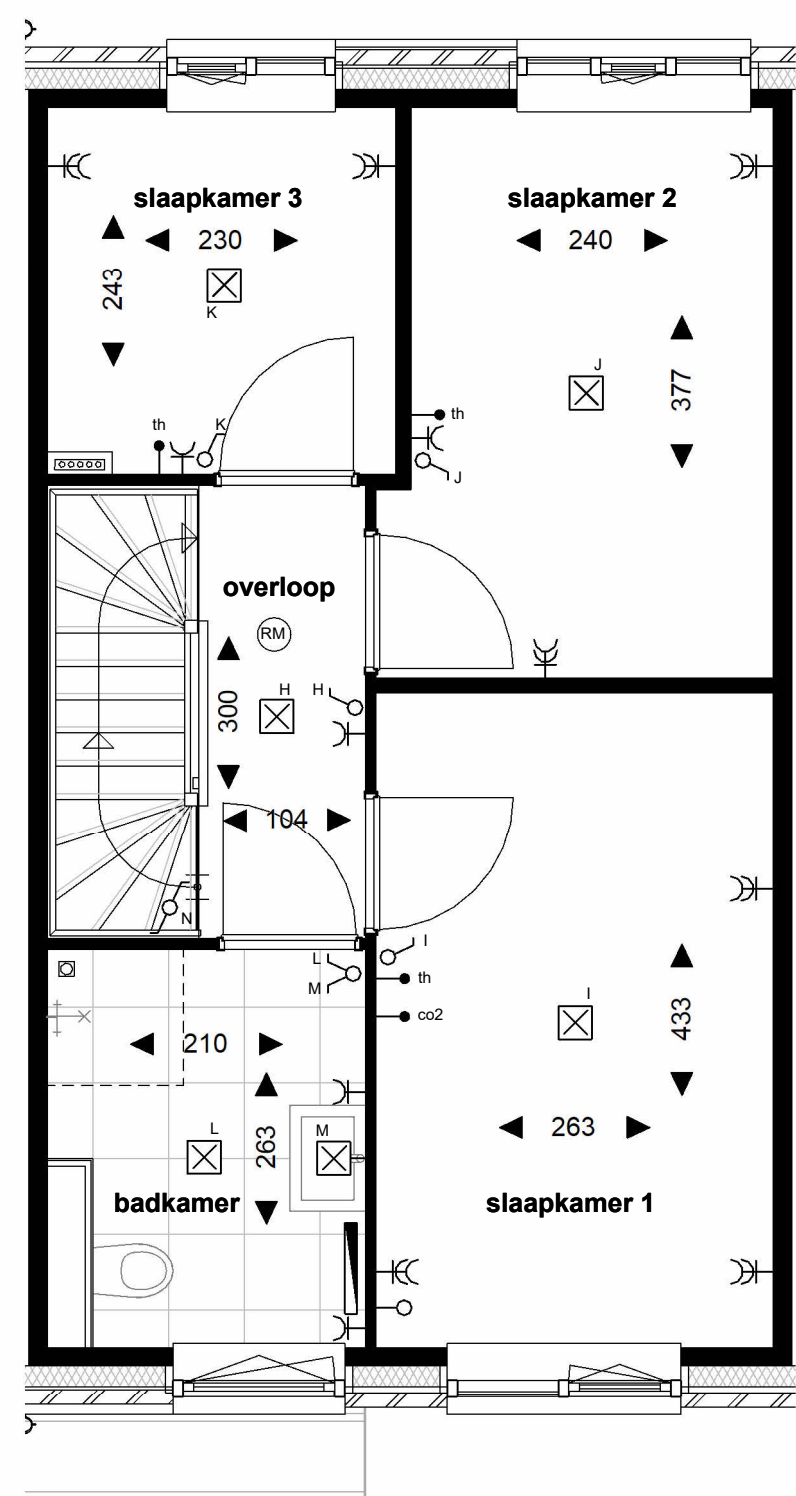 slaapkamer 3
slaapkamer 2
230
240
243
K
J
377
th
K
th
J
overloop
RM
H
H
300
104
N
L
M
I
th
co2
I
433
210
263
L
M
263
badkamer
slaapkamer 1